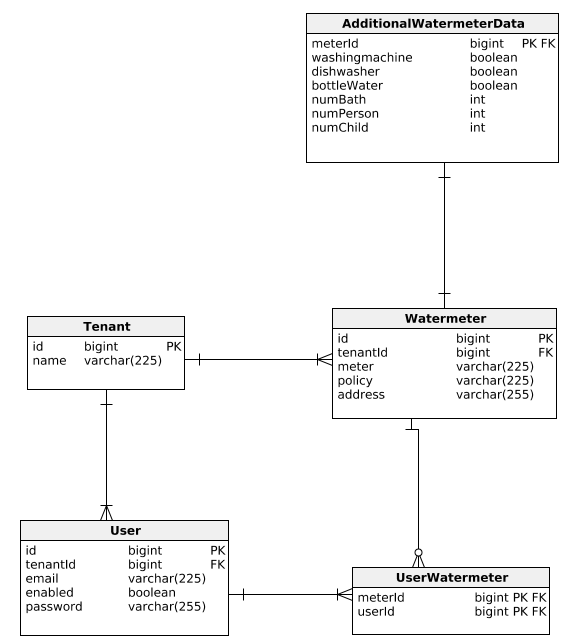 AdditionalWatermeterData
meterId bigint PK FK
washingmachine boolean
dishwasher boolean
bottleWater boolean
numBath int
numPerson int
numChild int
Tenant
id bigint PK
name varchar(225)
Watermeter
id bigint PK
tenantId bigint FK
meter varchar(225)
policy varchar(225)
address varchar(255)
User
id bigint PK
tenantId bigint FK
email varchar(225)
enabled boolean
password varchar(255)
UserWatermeter
meterId bigint PK FK
userId bigint PK FK